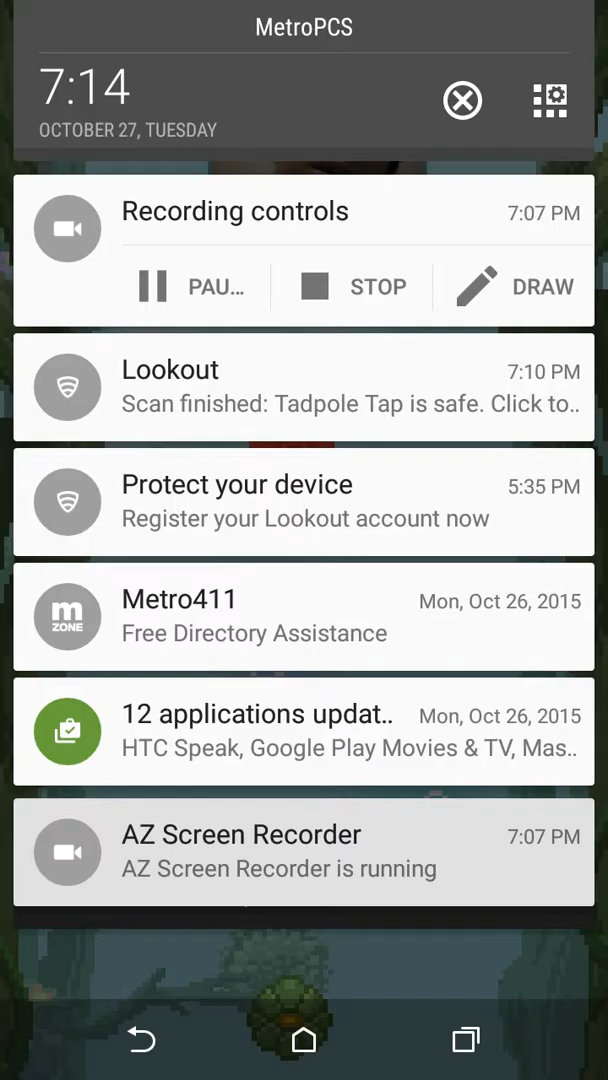 MetroPCS
7:14
OCTOBER 27, TUESDAY
Recording controls 7:07 PM
PAU... STOP DRAW
Lookout 7:10 PM
Scan finished: Tadpole Tap is safe. Click to..
Protect your device 5:35 PM
Register your Lookout account now
m ZONE
Metro411 Mon, Oct 26, 2015
Free Directory Assistance
12 applications updat.. Mon, Oct 26, 2015
HTC Speak, Google Play Movies & TV, Mas..
AZ Screen Recorder 7:07 PM
AZ Screen Recorder is running